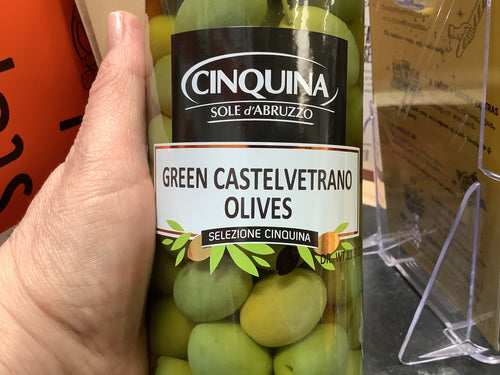 CINQUINA
SOLE d'ABRUZZO
GREEN CASTELVETRANO
OLIVES
SELEZIONE CINQUINA